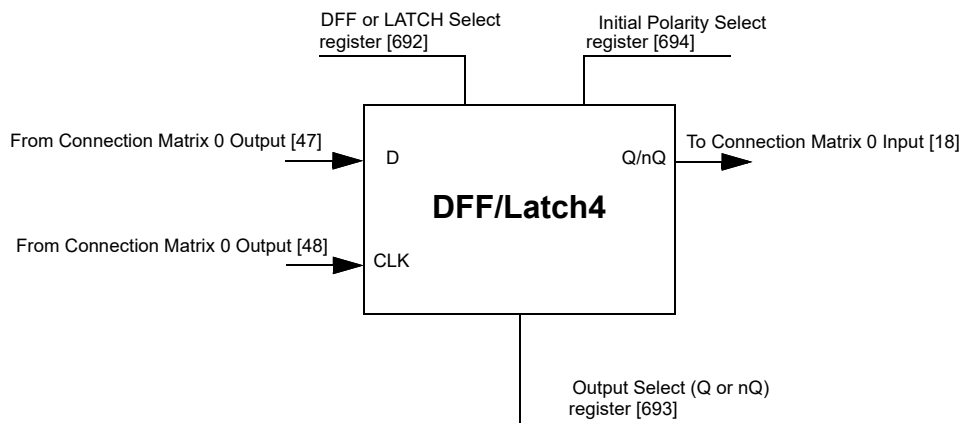 DFF or LATCH Select
register [692]
Initial Polarity Select
register [694]
From Connection Matrix 0 Output [47]
D
Q/nQ
To Connection Matrix 0 Input [18]
DFF/Latch4
From Connection Matrix 0 Output [48]
CLK
Output Select (Q or nQ)
register [693]